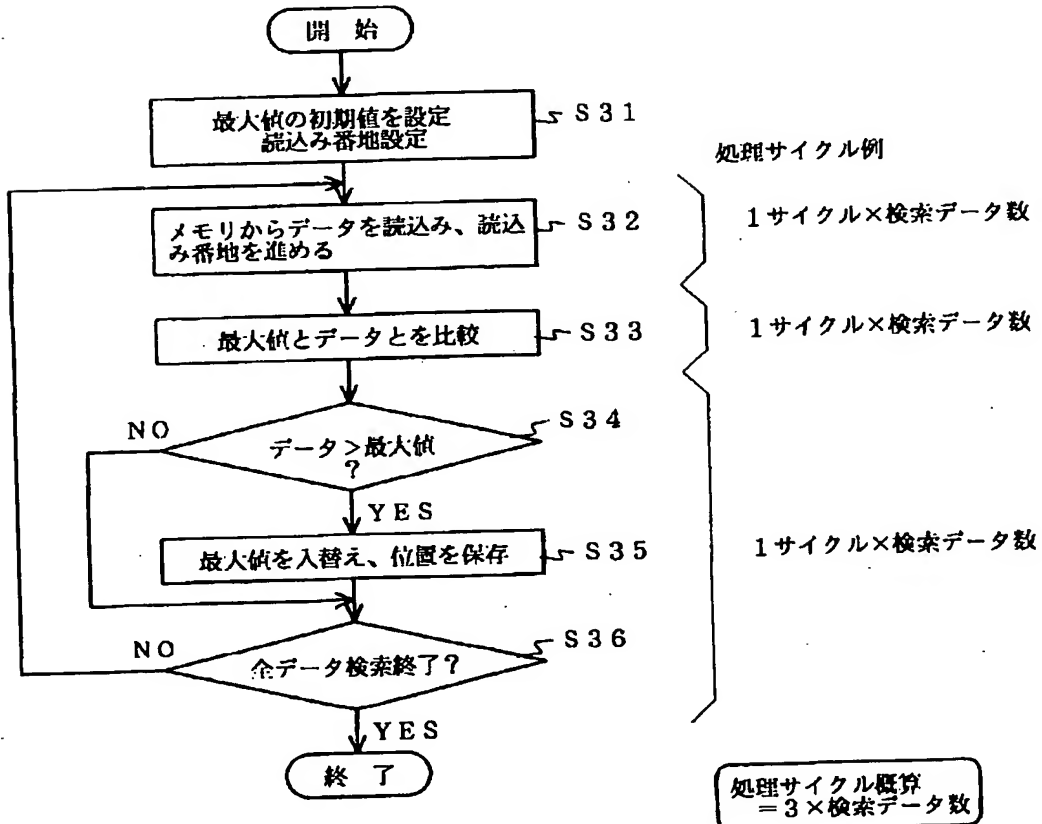 開 始
最大値の初期値を設定
読込み番地設定
S31
処理サイクル例
メモリからデータを読込み、読込
み番地を進める
S32
1サイクル×検索データ数
最大値とデータとを比較
S33
1サイクル×検索データ数
データ>最大値
?
S34
NO
YES
最大値を入替え、位置を保存
S35
1サイクル×検索データ数
全データ検索終了?
S36
NO
YES
終 了
処理サイクル概算
=3×検索データ数